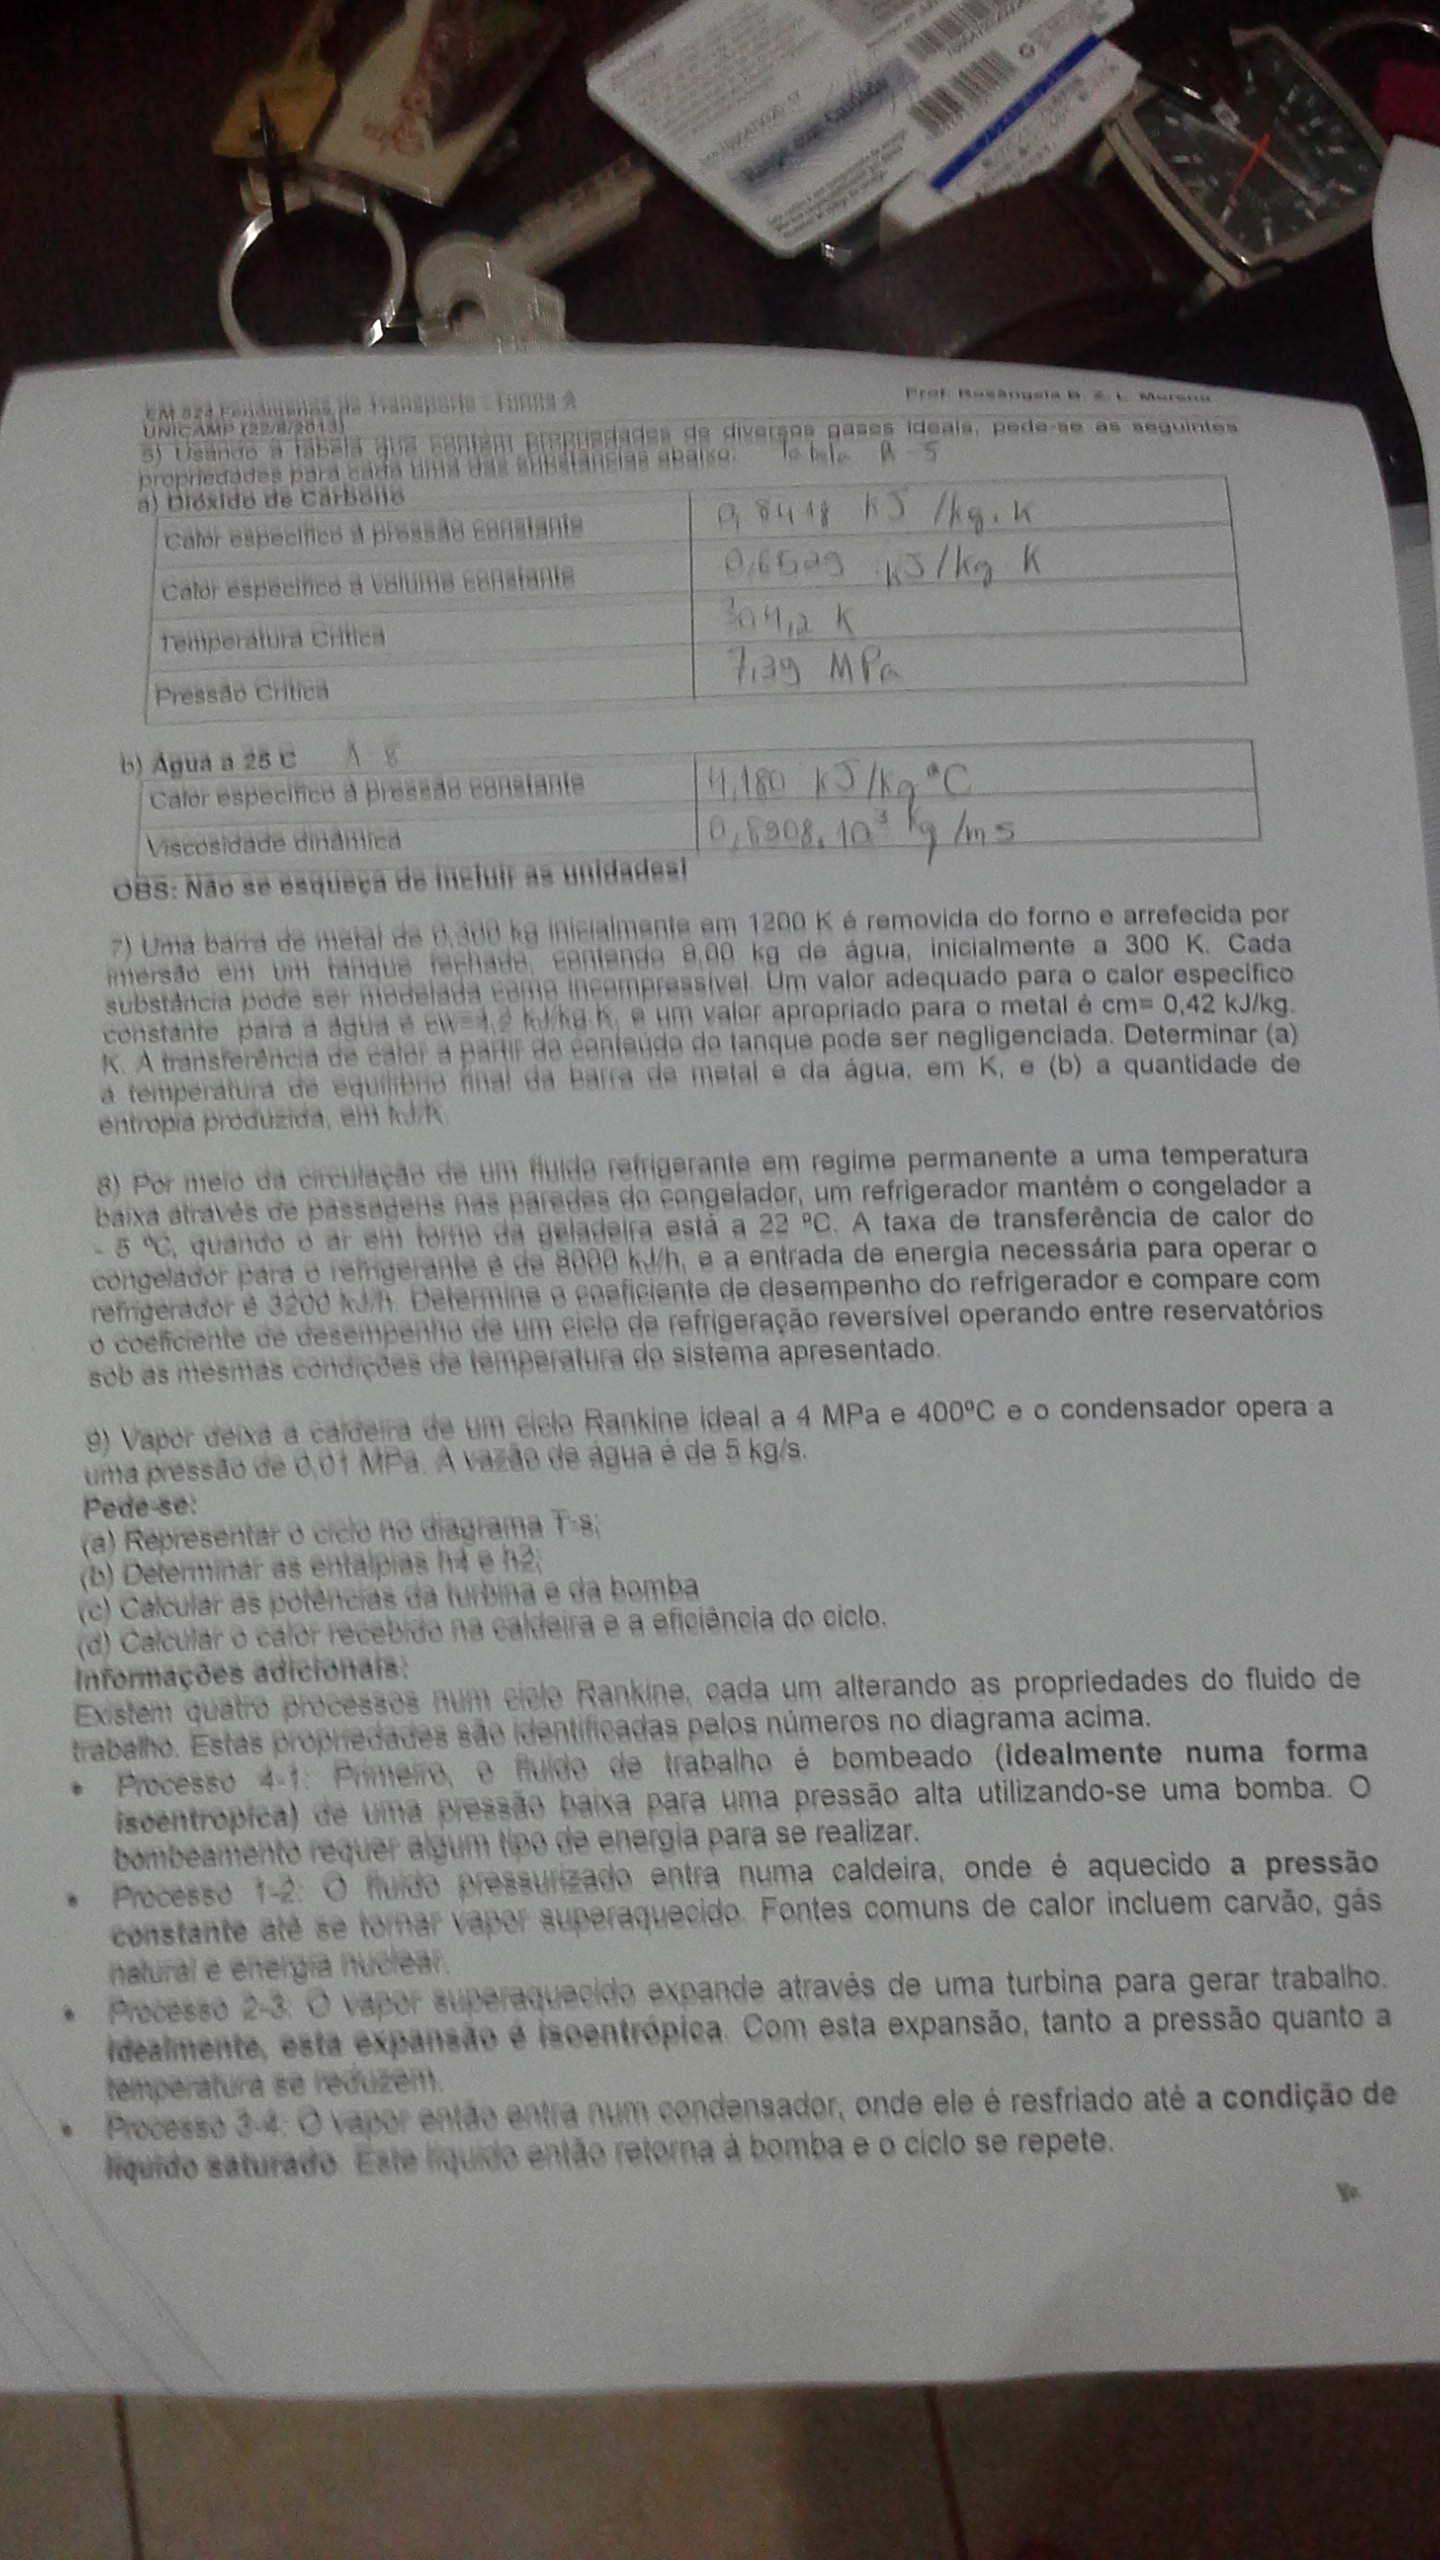 EM 524 Fenômenos de Transporte - Turma A
Prof. Rosângela B. Z. L. Moreno
UNICAMP (22/8/2013)
5) Usando a tabela que contém propriedades de diversos gases ideais, pede-se as seguintes
propriedades para cada uma das substâncias abaixo. Tabela A-5
a) Dióxido de Carbono
Calor específico à pressão constante 0,8418 kJ/kg.K
Calor específico a volume constante 0,6529 kJ/kg K
Temperatura Crítica 304,2 K
Pressão Crítica 7,39 MPa
b) Água a 25 C A-8
Calor específico à pressão constante 4,180 kJ/kg °C
Viscosidade dinâmica 0,8908.10³ kg/ms
OBS: Não se esqueça de incluir as unidades!
7) Uma barra de metal de 0,300 kg inicialmente em 1200 K é removida do forno e arrefecida por
imersão em um tanque fechado, contendo 9,00 kg de água, inicialmente a 300 K. Cada
substância pode ser modelada como incompressível. Um valor adequado para o calor específico
constante para a água é cw=4,2 kJ/kg K, e um valor apropriado para o metal é cm= 0,42 kJ/kg.
K. A transferência de calor a partir do conteúdo do tanque pode ser negligenciada. Determinar (a)
a temperatura de equilíbrio final da barra de metal e da água, em K, e (b) a quantidade de
entropia produzida, em kJ/K.
8) Por meio da circulação de um fluido refrigerante em regime permanente a uma temperatura
baixa através de passagens nas paredes do congelador, um refrigerador mantém o congelador a
- 5 ºC, quando o ar em torno da geladeira está a 22 ºC. A taxa de transferência de calor do
congelador para o refrigerante é de 8000 kJ/h, e a entrada de energia necessária para operar o
refrigerador é 3200 kJ/h. Determine o coeficiente de desempenho do refrigerador e compare com
o coeficiente de desempenho de um ciclo de refrigeração reversível operando entre reservatórios
sob as mesmas condições de temperatura do sistema apresentado.
9) Vapor deixa a caldeira de um ciclo Rankine ideal a 4 MPa e 400ºC e o condensador opera a
uma pressão de 0,01 MPa. A vazão de água é de 5 kg/s.
Pede-se:
(a) Representar o ciclo no diagrama T-s;
(b) Determinar as entalpias h4 e h2;
(c) Calcular as potências da turbina e da bomba
(d) Calcular o calor recebido na caldeira e a eficiência do ciclo.
Informações adicionais:
Existem quatro processos num ciclo Rankine, cada um alterando as propriedades do fluido de
trabalho. Estas propriedades são identificadas pelos números no diagrama acima.
• Processo 4-1: Primeiro, o fluido de trabalho é bombeado (idealmente numa forma
isoentrópica) de uma pressão baixa para uma pressão alta utilizando-se uma bomba. O
bombeamento requer algum tipo de energia para se realizar.
• Processo 1-2: O fluido pressurizado entra numa caldeira, onde é aquecido a pressão
constante até se tornar vapor superaquecido. Fontes comuns de calor incluem carvão, gás
natural e energia nuclear.
• Processo 2-3: O vapor superaquecido expande através de uma turbina para gerar trabalho.
Idealmente, esta expansão é isoentrópica. Com esta expansão, tanto a pressão quanto a
temperatura se reduzem.
• Processo 3-4: O vapor então entra num condensador, onde ele é resfriado até a condição de
líquido saturado. Este líquido então retorna à bomba e o ciclo se repete.